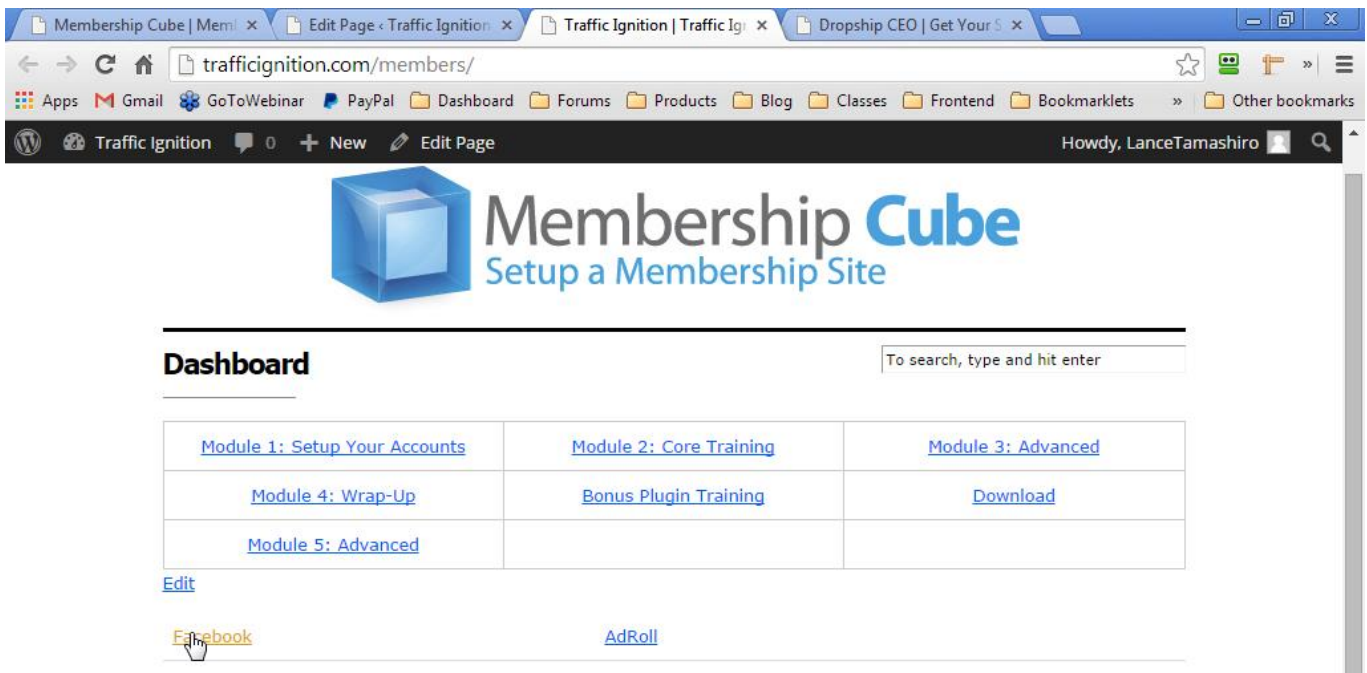 Membership Cube | Mem
Edit Page ‹ Traffic Ignition
Traffic Ignition | Traffic Ig
Dropship CEO | Get Your S
trafficignition.com/members/
Apps Gmail GoToWebinar PayPal Dashboard Forums Products Blog Classes Frontend Bookmarklets » Other bookmarks
Traffic Ignition 0 + New Edit Page Howdy, LanceTamashiro
Membership Cube
Setup a Membership Site
Dashboard
To search, type and hit enter
Module 1: Setup Your Accounts Module 2: Core Training Module 3: Advanced
Module 4: Wrap-Up Bonus Plugin Training Download
Module 5: Advanced
Edit
Facebook AdRoll